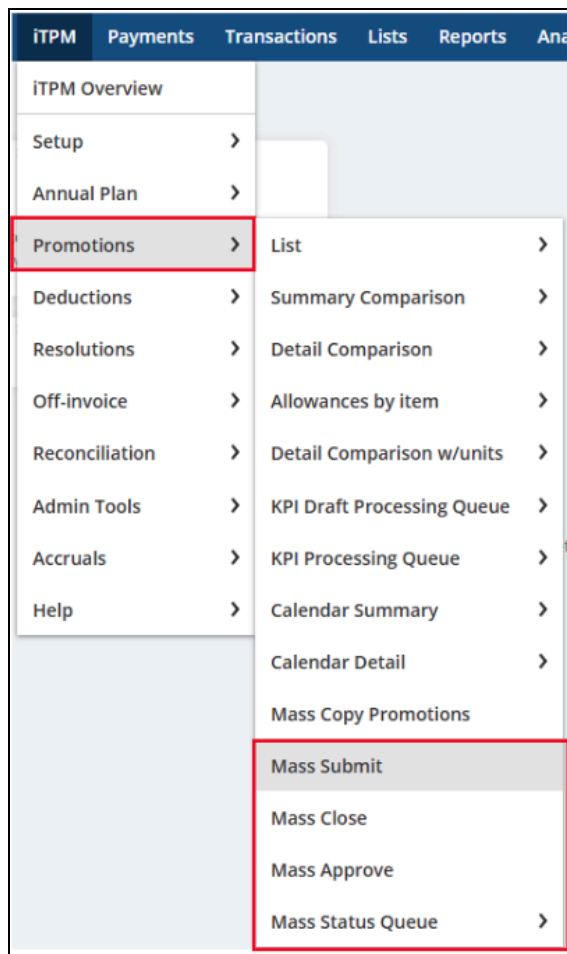 iTPM Payments Transactions Lists Reports Ana
iTPM Overview
Setup
Annual Plan
Promotions
Deductions
Resolutions
Off-invoice
Reconciliation
Admin Tools
Accruals
Help
List
Summary Comparison
Detail Comparison
Allowances by item
Detail Comparison w/units
KPI Draft Processing Queue
KPI Processing Queue
Calendar Summary
Calendar Detail
Mass Copy Promotions
Mass Submit
Mass Close
Mass Approve
Mass Status Queue